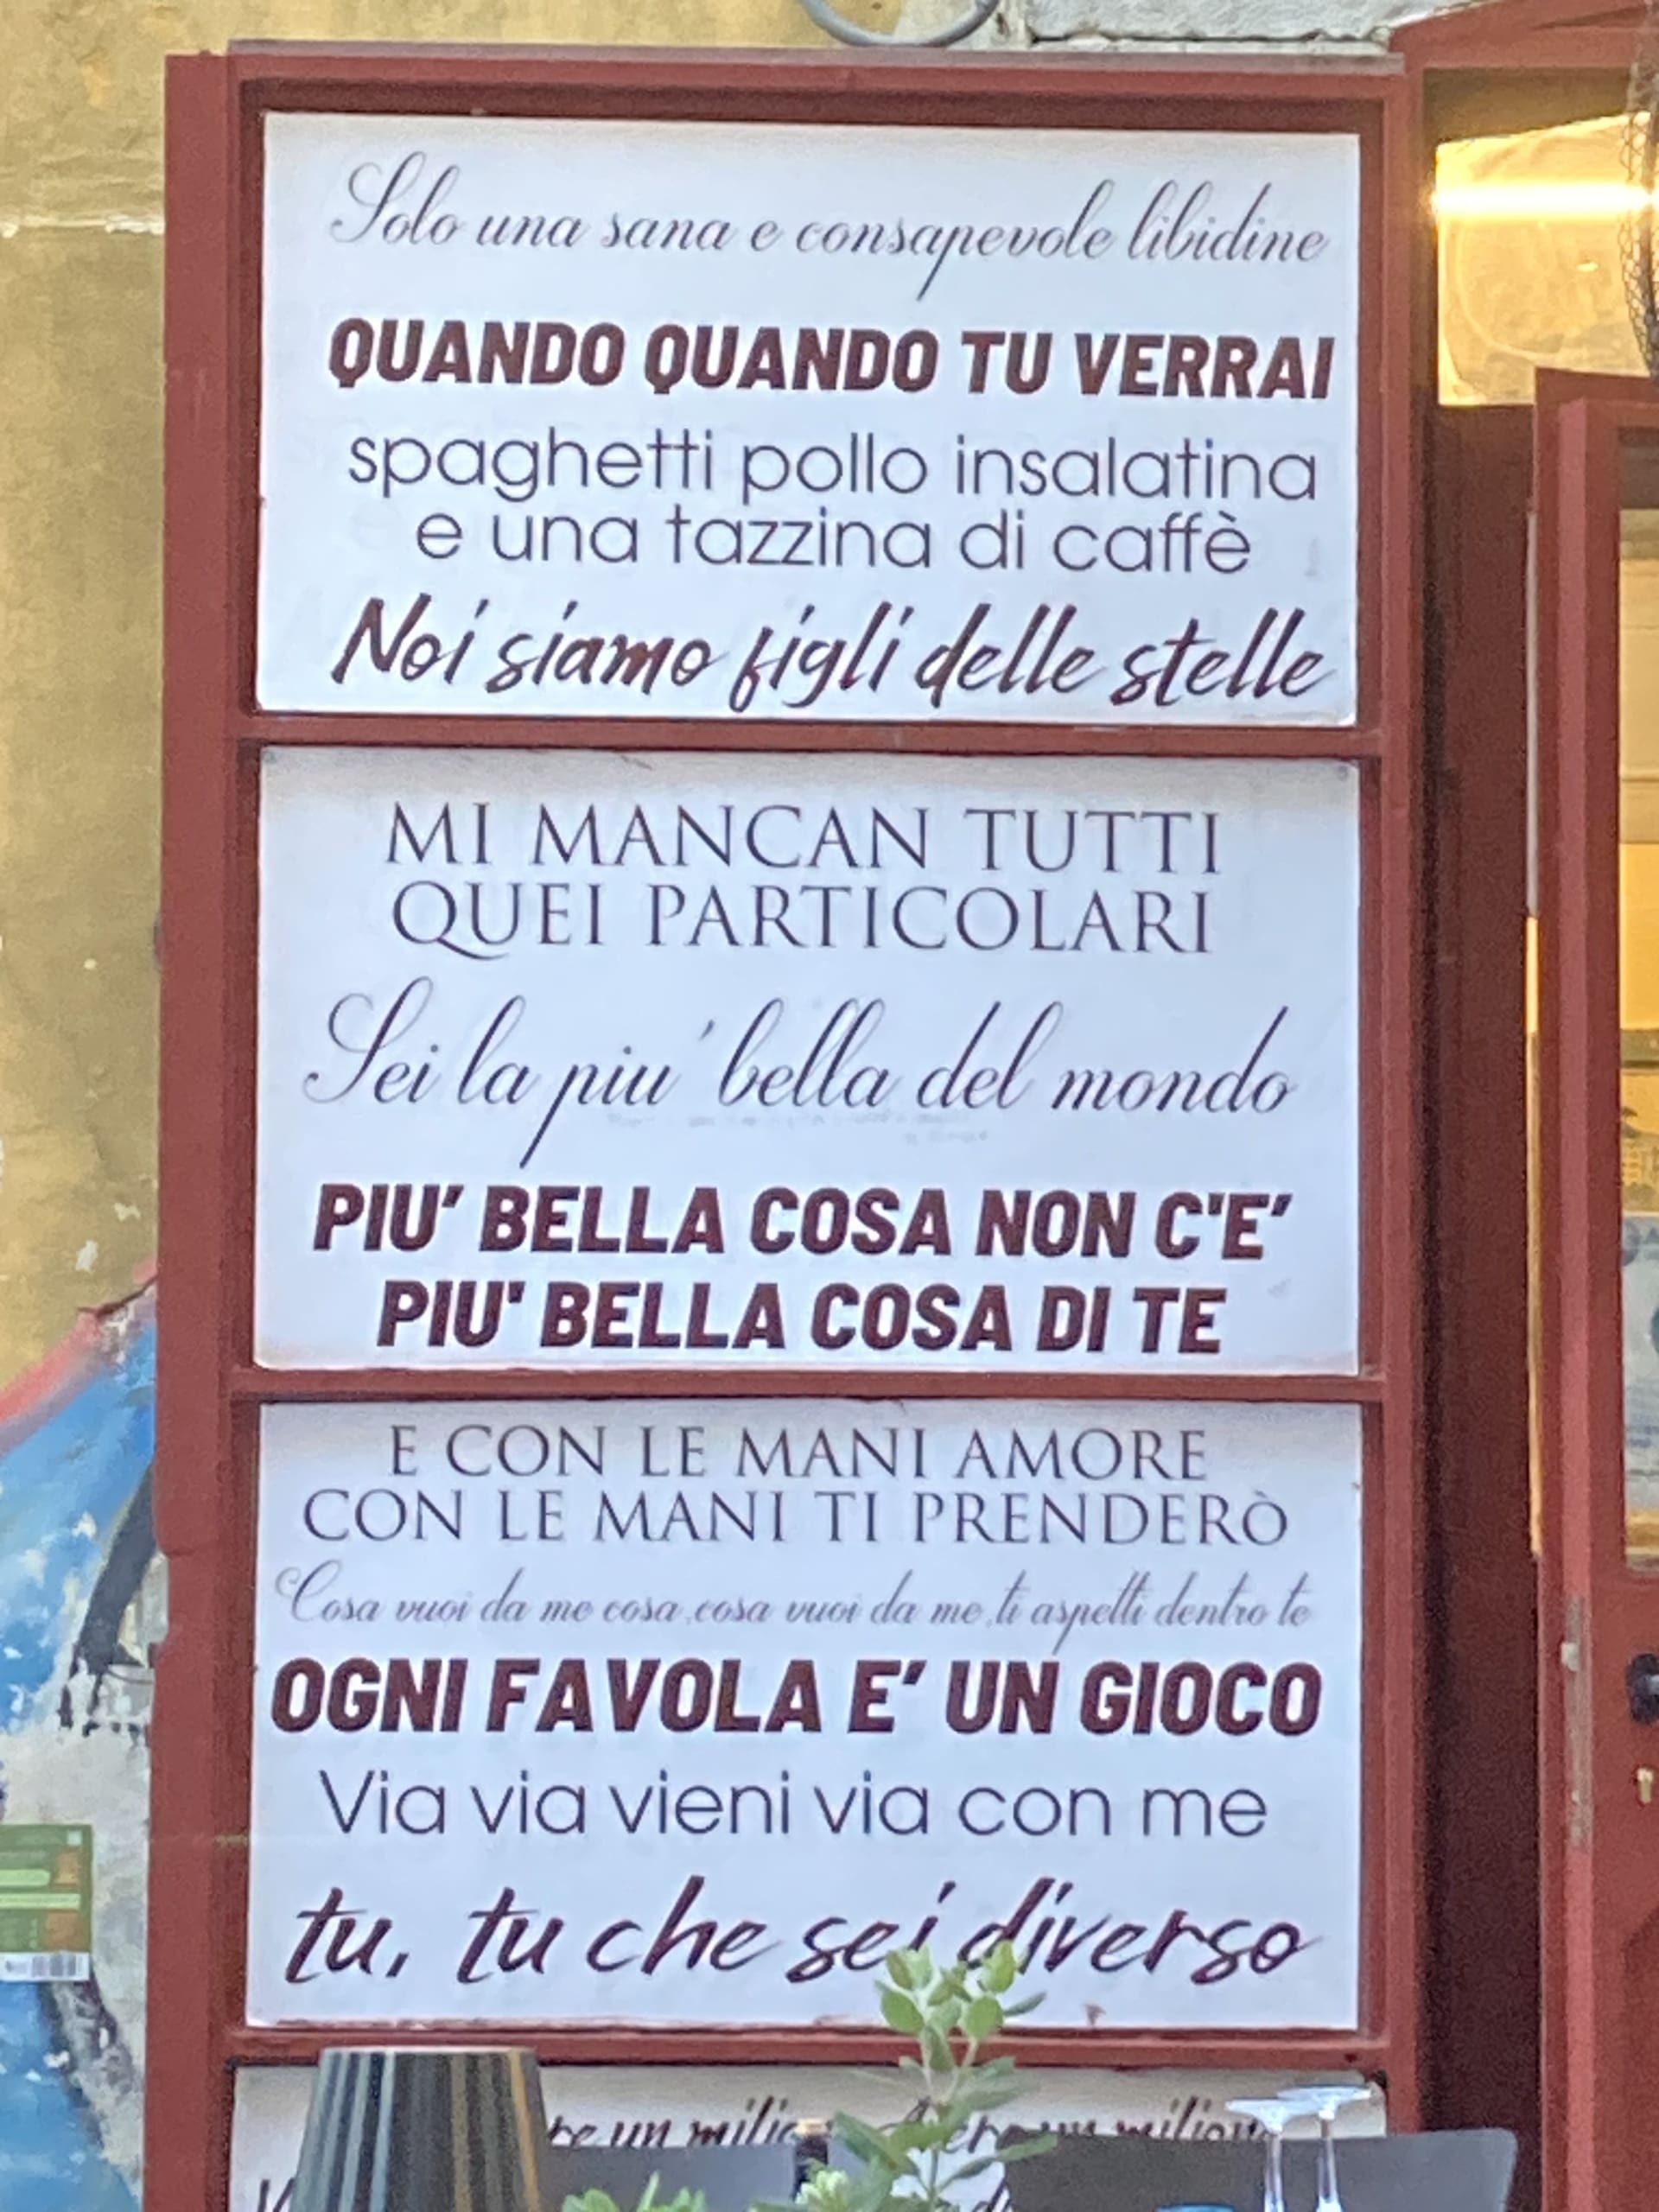 Solo una sana e consapevole libidine
QUANDO QUANDO TU VERRAI
spaghetti pollo insalatina
e una tazzina di caffè
Noi siamo figli delle stelle
MI MANCAN TUTTI
QUEI PARTICOLARI
Sei la piu' bella del mondo
PIU' BELLA COSA NON C'E'
PIU' BELLA COSA DI TE
E CON LE MANI AMORE
CON LE MANI TI PRENDERÒ
Cosa vuoi da me cosa,cosa vuoi da me,ti aspetti dentro te
OGNI FAVOLA E' UN GIOCO
Via via vieni via con me
tu, tu che sei diverso
un